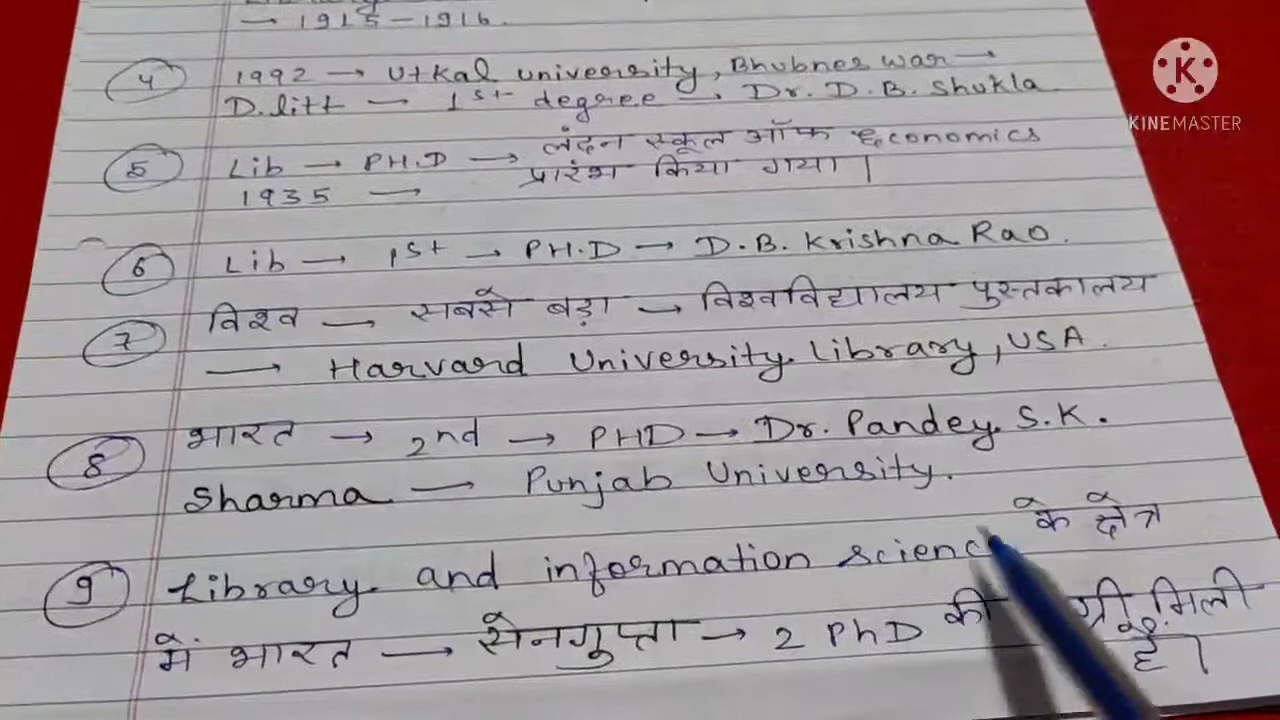 → 1915-1916.
④ 1992 → Utkal university, Bhubneswar →
D.litt → 1st degree → Dr. D.B. Shukla
⑤ Lib → PH.D → लंदन स्कूल ऑफ Economics
1935 → प्रारंभ किया गया।
⑥ Lib → 1st → PH.D → D.B. Krishna Rao.
⑦ विश्व → सबसे बड़ा → विश्वविद्यालय पुस्तकालय
→ Harvard University Library, USA.
⑧ भारत → 2nd → PHD → Dr. Pandey S.K.
Sharma → Punjab University.
⑨ Library and information Scienc के क्षेत्र
में भारत → सेनगुप्ता → 2 PhD की ग्री मिली
है।
K
KINEMASTER